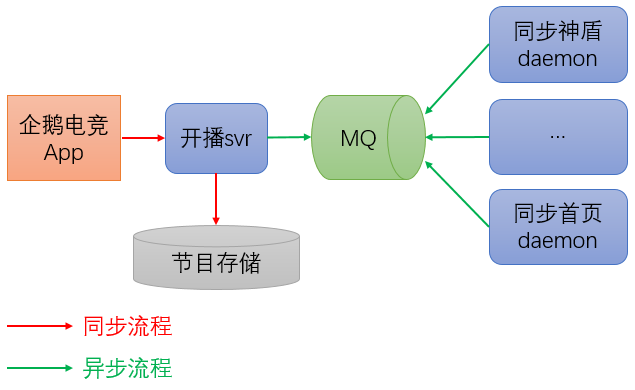 同步神盾
daemon
企鹅电竞
App
开播svr
MQ
...
同步首页
daemon
节目存储
同步流程
异步流程